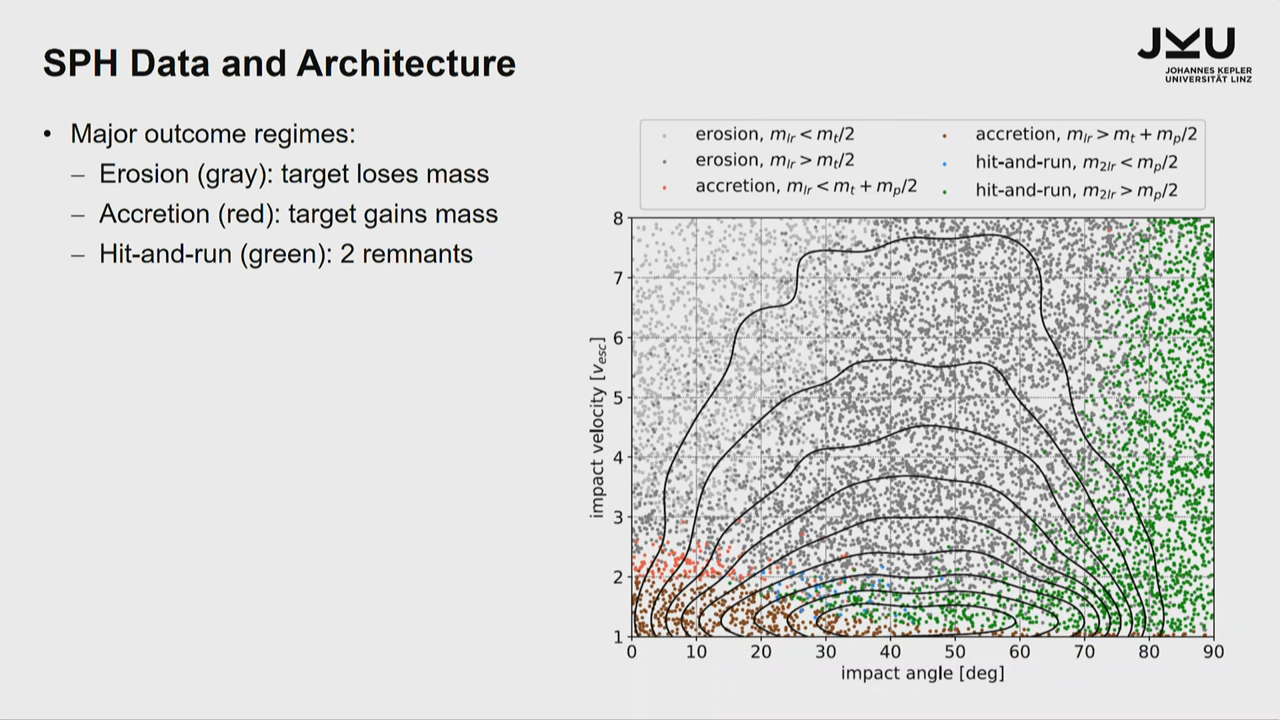 SPH Data and Architecture
JKU
JOHANNES KEPLER
UNIVERSITÄT LINZ
• Major outcome regimes:
– Erosion (gray): target loses mass
– Accretion (red): target gains mass
– Hit-and-run (green): 2 remnants
erosion, m_lr < m_t/2
erosion, m_lr > m_t/2
accretion, m_lr < m_t + m_p/2
accretion, m_lr > m_t + m_p/2
hit-and-run, m_2lr < m_p/2
hit-and-run, m_2lr > m_p/2
8
7
6
5
4
3
2
1
impact velocity [v_esc]
0 10 20 30 40 50 60 70 80 90
impact angle [deg]